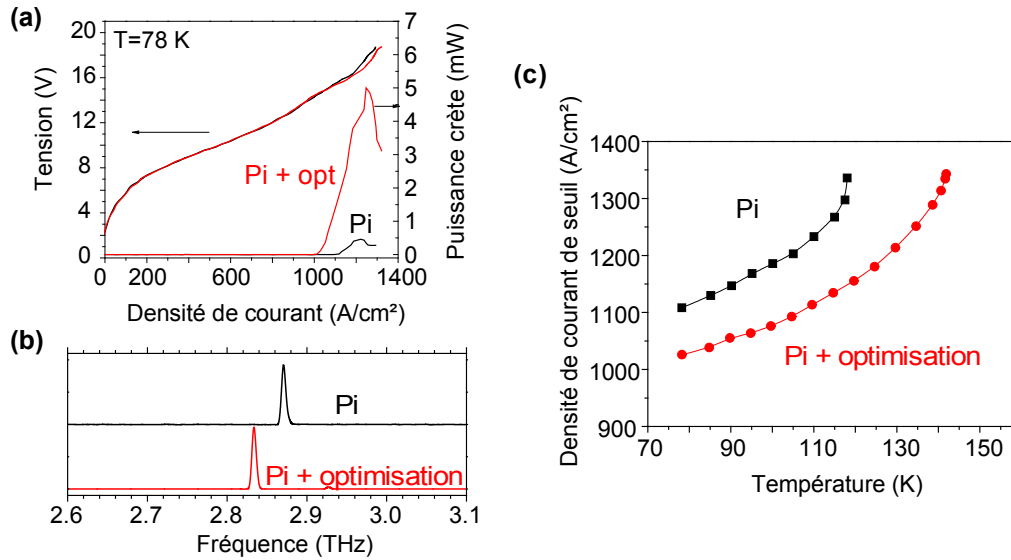 (a)
T=78 K
20
16
12
8
4
0
Tension (V)
7
6
5
4
3
2
1
0
Puissance crète (mW)
Pi + opt
Pi
0
200
600
1000
1400
Densité de courant (A/cm²)
(b)
Pi
Pi + optimisation
2.6
2.7
2.8
2.9
3.0
3.1
Fréquence (THz)
(c)
1400
1300
1200
1100
1000
900
Densité de courant de seuil (A/cm²)
Pi
Pi + optimisation
70
90
110
130
150
Température (K)